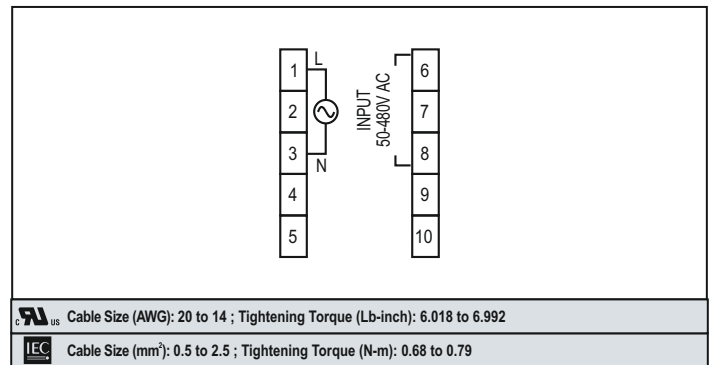 L
1
2
3
N
4
5
INPUT
50-480V AC
6
7
8
9
10
c RU us Cable Size (AWG): 20 to 14 ; Tightening Torque (Lb-inch): 6.018 to 6.992
IEC Cable Size (mm²): 0.5 to 2.5 ; Tightening Torque (N-m): 0.68 to 0.79